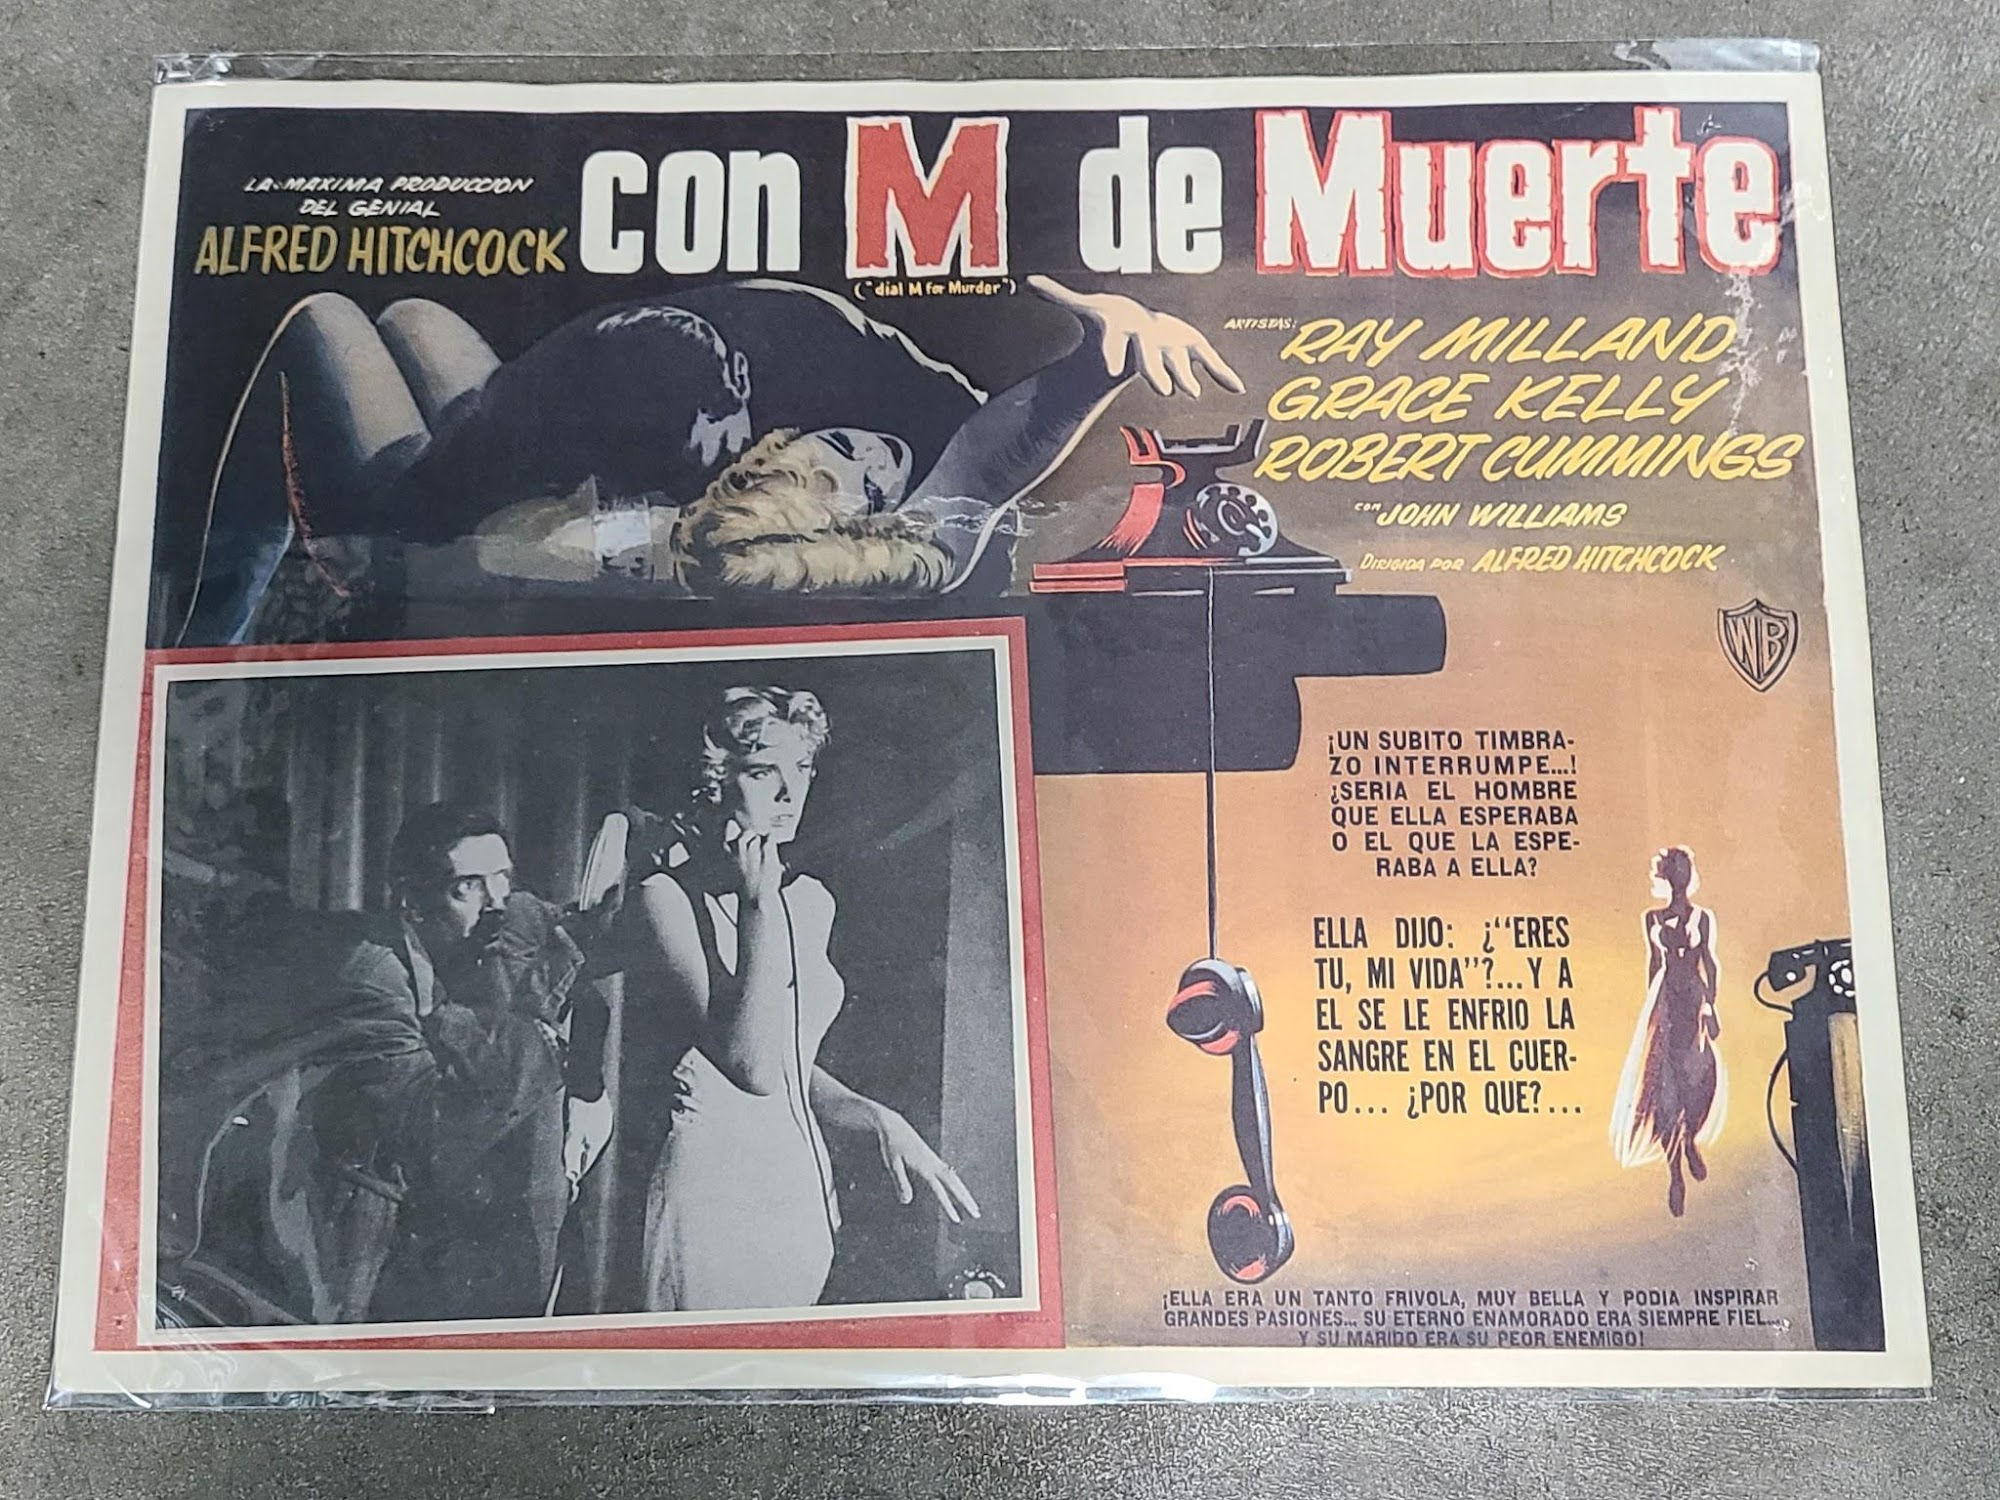 LA MAXIMA PRODUCCION
DEL GENIAL
ALFRED HITCHCOCK
con M de Muerte
("dial M for Murder")
ARTISTAS:
RAY MILLAND
GRACE KELLY
ROBERT CUMMINGS
CON JOHN WILLIAMS
DIRIGIDA POR ALFRED HITCHCOCK
WB
¡UN SUBITO TIMBRA-
ZO INTERRUMPE...!
¿SERIA EL HOMBRE
QUE ELLA ESPERABA
O EL QUE LA ESPE-
RABA A ELLA?
ELLA DIJO: ¿"ERES
TU, MI VIDA"?...Y A
EL SE LE ENFRIO LA
SANGRE EN EL CUER-
PO... ¿POR QUE?...
¡ELLA ERA UN TANTO FRIVOLA, MUY BELLA Y PODIA INSPIRAR
GRANDES PASIONES... SU ETERNO ENAMORADO ERA SIEMPRE FIEL...
Y SU MARIDO ERA SU PEOR ENEMIGO!